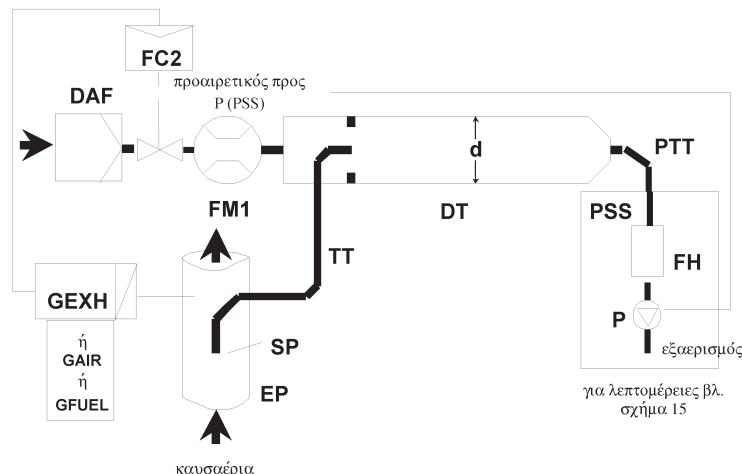 FC2
προαιρετικός προς
P (PSS)
DAF
d
PTT
FM1
DT
PSS
TT
FH
GEXH
P
SP
εξαερισμός
ή
GAIR
ή
GFUEL
EP
για λεπτομέρειες βλ.
σχήμα 15
καυσαέρια